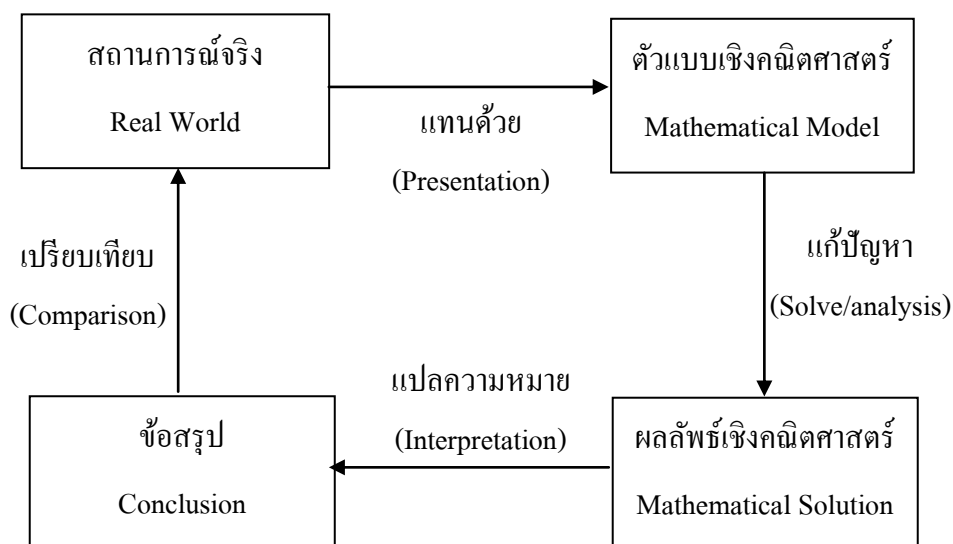 สถานการณ์จริง
Real World
แทนด้วย
(Presentation)
ตัวแบบเชิงคณิตศาสตร์
Mathematical Model
แก้ปัญหา
(Solve/analysis)
ผลลัพธ์เชิงคณิตศาสตร์
Mathematical Solution
แปลความหมาย
(Interpretation)
ข้อสรุป
Conclusion
เปรียบเทียบ
(Comparison)